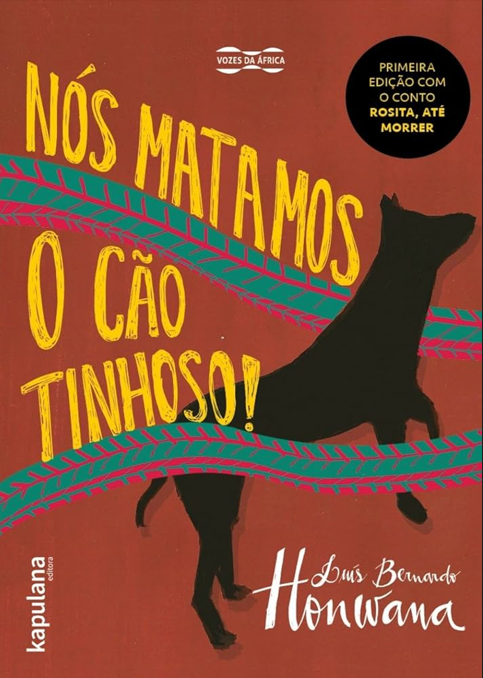 VOZES DA ÁFRICA
PRIMEIRA
EDIÇÃO COM
O CONTO
ROSITA, ATÉ
MORRER
NÓS MATAMOS
O CÃO
TINHOSO!
Luís Bernardo
Honwana
kapulana
editora